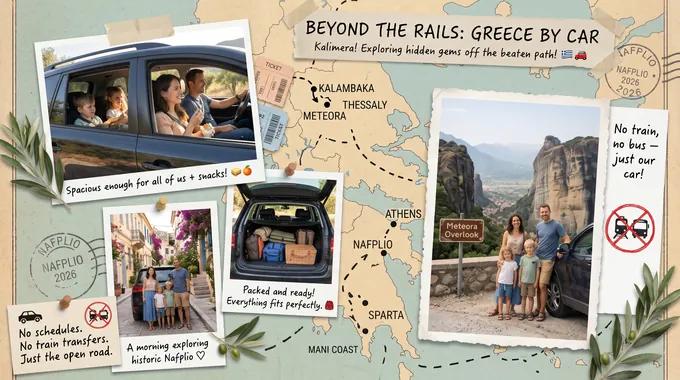 BEYOND THE RAILS: GREECE BY CAR
Kalimera! Exploring hidden gems off the beaten path!
NAFPLIO
NAFPLIO
2026
2026
TICKET
KALAMBAKA
THESSALY
METEORA
Spacious enough for all of us + snacks!
No train,
no bus –
just our
car!
Meteora
Overlook
ATHENS
NAFPLIO
SPARTA
MANI COAST
NAFPLIO
NAFPLIO
2026
Packed and ready!
Everything fits perfectly.
No schedules.
No train transfers.
Just the open road.
A morning exploring
historic Nafplio ♡